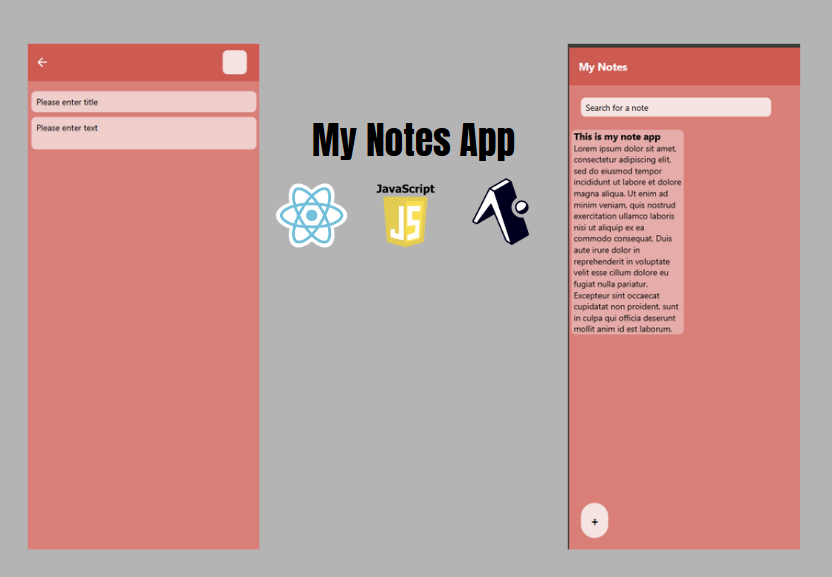 Please enter title
Please enter text
My Notes App
JavaScript
JS
My Notes
Search for a note
This is my note app
Lorem ipsum dolor sit amet,
consectetur adipiscing elit,
sed do eiusmod tempor
incididunt ut labore et dolore
magna aliqua. Ut enim ad
minim veniam, quis nostrud
exercitation ullamco laboris
nisi ut aliquip ex ea
commodo consequat. Duis
aute irure dolor in
reprehenderit in voluptate
velit esse cillum dolore eu
fugiat nulla pariatur.
Excepteur sint occaecat
cupidatat non proident, sunt
in culpa qui officia deserunt
mollit anim id est laborum.
+